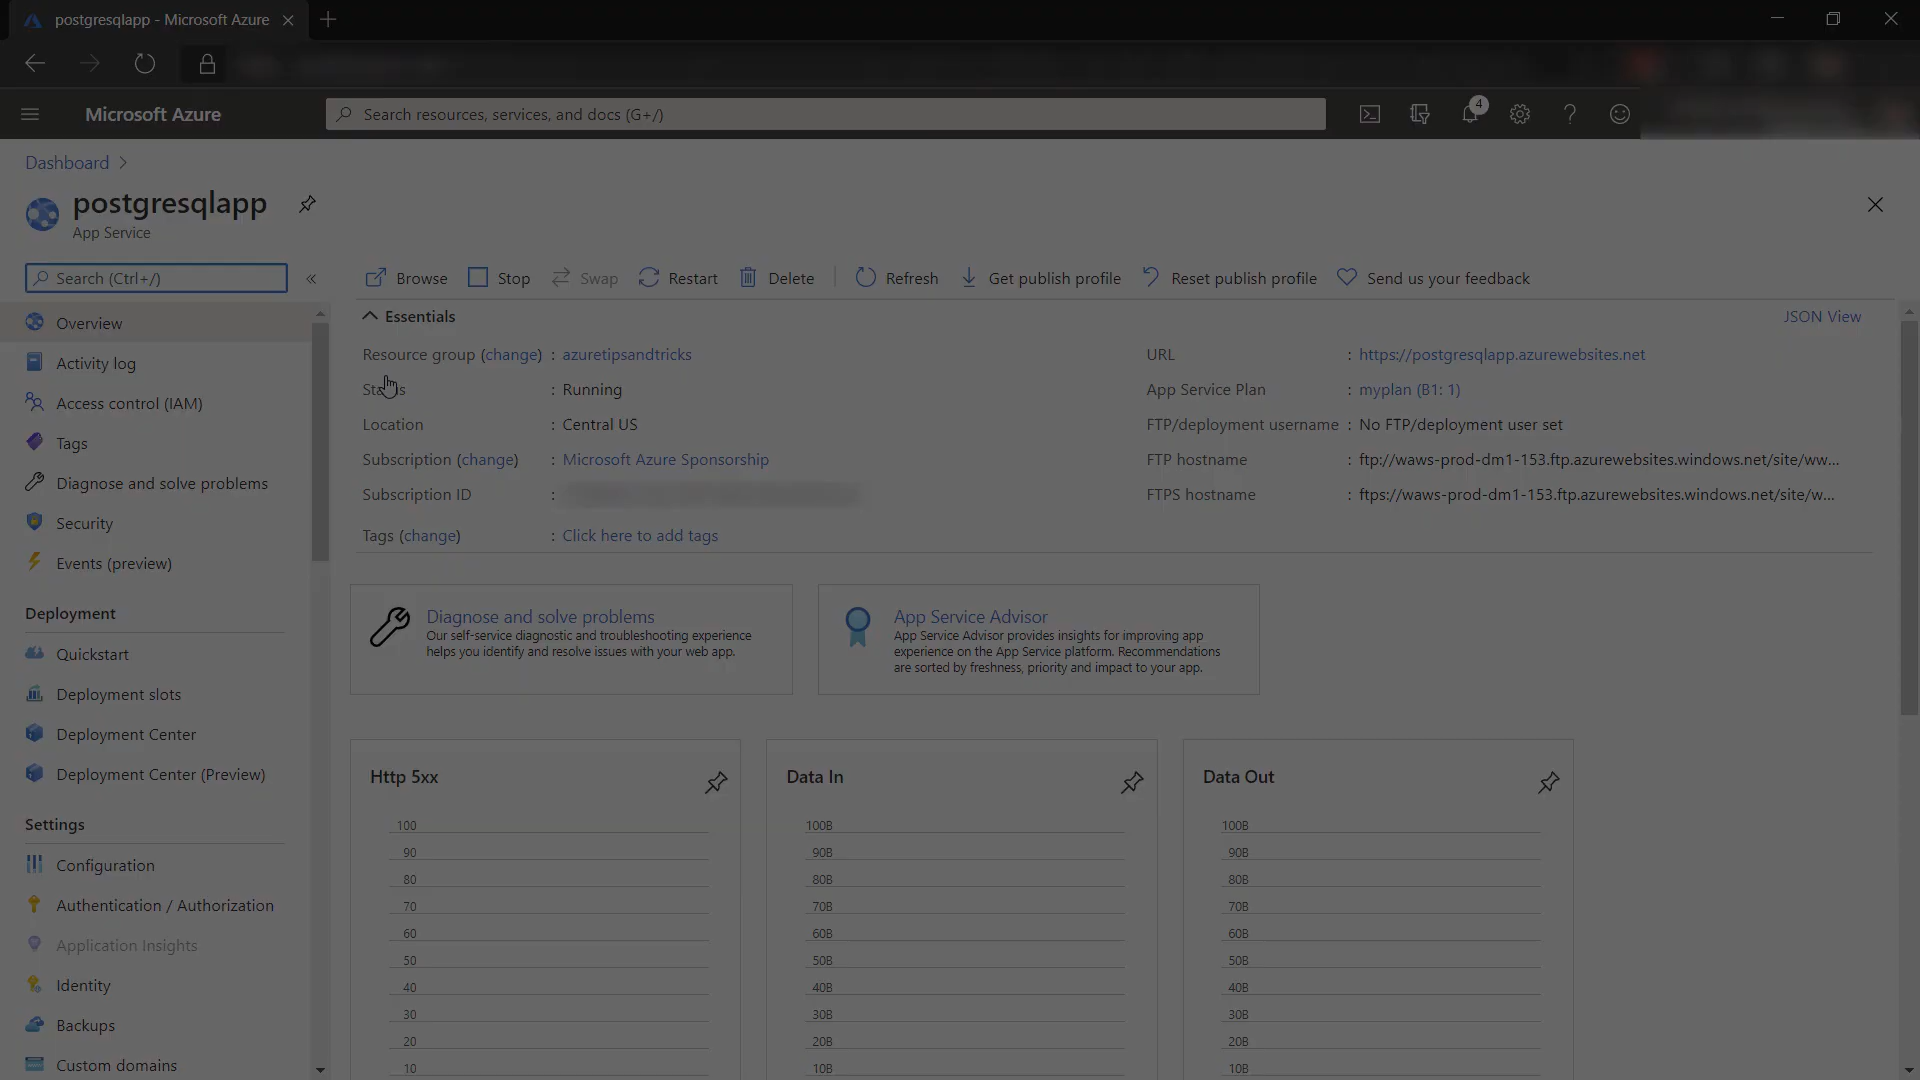 postgresqlapp - Microsoft Azure
Microsoft Azure
Search resources, services, and docs (G+/)
4
Dashboard
postgresqlapp
App Service
Search (Ctrl+/)
Browse
Stop
Swap
Restart
Delete
Refresh
Get publish profile
Reset publish profile
Send us your feedback
Overview
Activity log
Access control (IAM)
Tags
Diagnose and solve problems
Security
Events (preview)
Deployment
Quickstart
Deployment slots
Deployment Center
Deployment Center (Preview)
Settings
Configuration
Authentication / Authorization
Application Insights
Identity
Backups
Custom domains
Essentials
JSON View
Resource group (change) : azuretipsandtricks
Status : Running
Location : Central US
Subscription (change) : Microsoft Azure Sponsorship
Subscription ID :
Tags (change) : Click here to add tags
URL : https://postgresqlapp.azurewebsites.net
App Service Plan : myplan (B1: 1)
FTP/deployment username : No FTP/deployment user set
FTP hostname : ftp://waws-prod-dm1-153.ftp.azurewebsites.windows.net/site/ww...
FTPS hostname : ftps://waws-prod-dm1-153.ftp.azurewebsites.windows.net/site/w...
Diagnose and solve problems
Our self-service diagnostic and troubleshooting experience
helps you identify and resolve issues with your web app.
App Service Advisor
App Service Advisor provides insights for improving app
experience on the App Service platform. Recommendations
are sorted by freshness, priority and impact to your app.
Http 5xx
100
90
80
70
60
50
40
30
20
10
Data In
100B
90B
80B
70B
60B
50B
40B
30B
20B
10B
Data Out
100B
90B
80B
70B
60B
50B
40B
30B
20B
10B